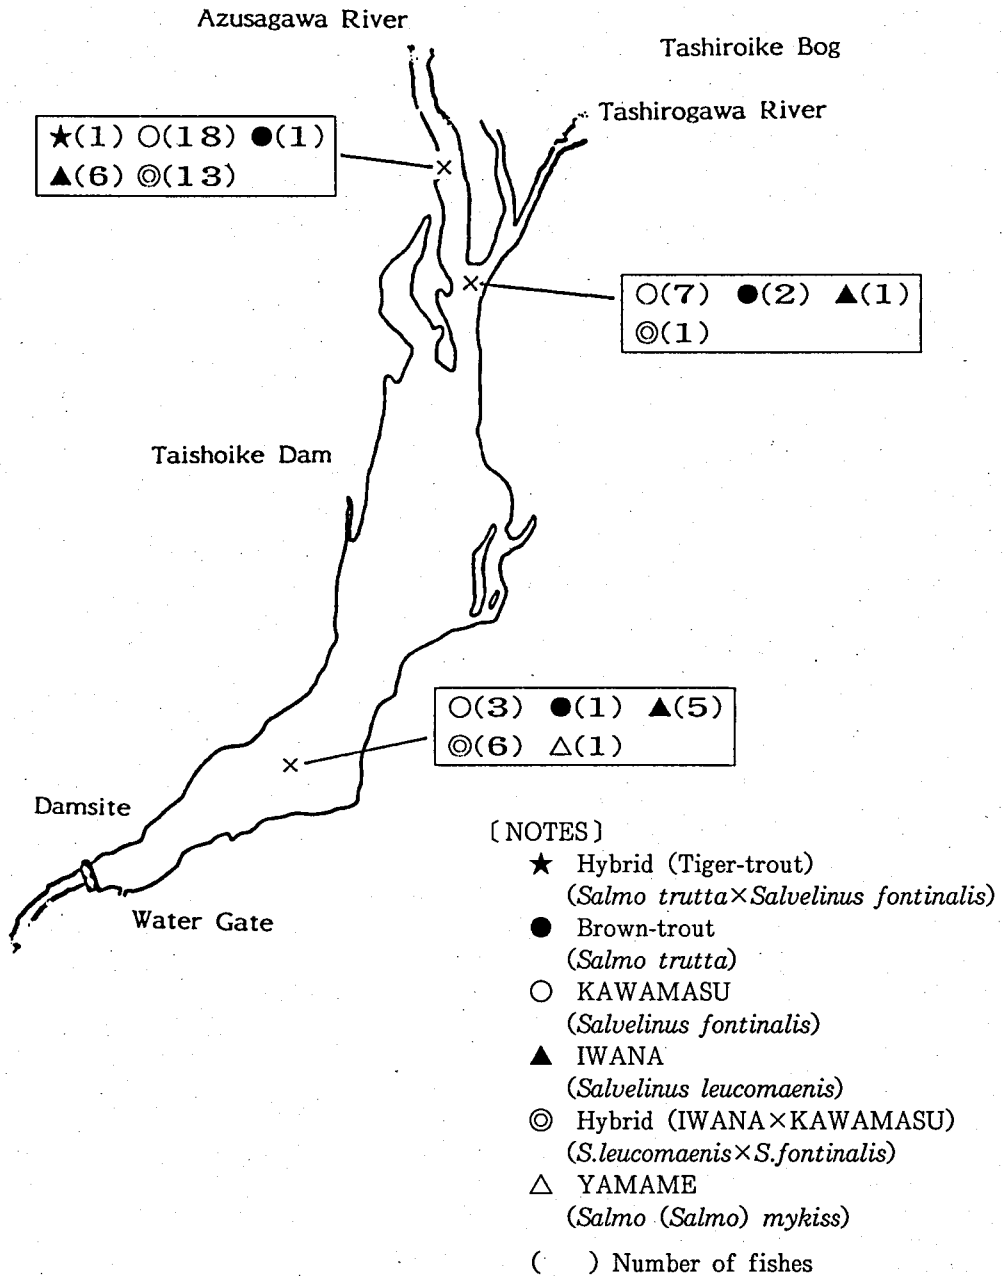 Azusagawa River
Tashiroike Bog
Tashirogawa River
★(1) ○(18) ●(1)
▲(6) ◎(13)
○(7) ●(2) ▲(1)
◎(1)
Taishoike Dam
○(3) ●(1) ▲(5)
◎(6) △(1)
Damsite
Water Gate
〔NOTES〕
★ Hybrid (Tiger-trout)
(Salmo trutta×Salvelinus fontinalis)
● Brown-trout
(Salmo trutta)
○ KAWAMASU
(Salvelinus fontinalis)
▲ IWANA
(Salvelinus leucomaenis)
◎ Hybrid (IWANA×KAWAMASU)
(S.leucomaenis×S.fontinalis)
△ YAMAME
(Salmo (Salmo) mykiss)
( ) Number of fishes